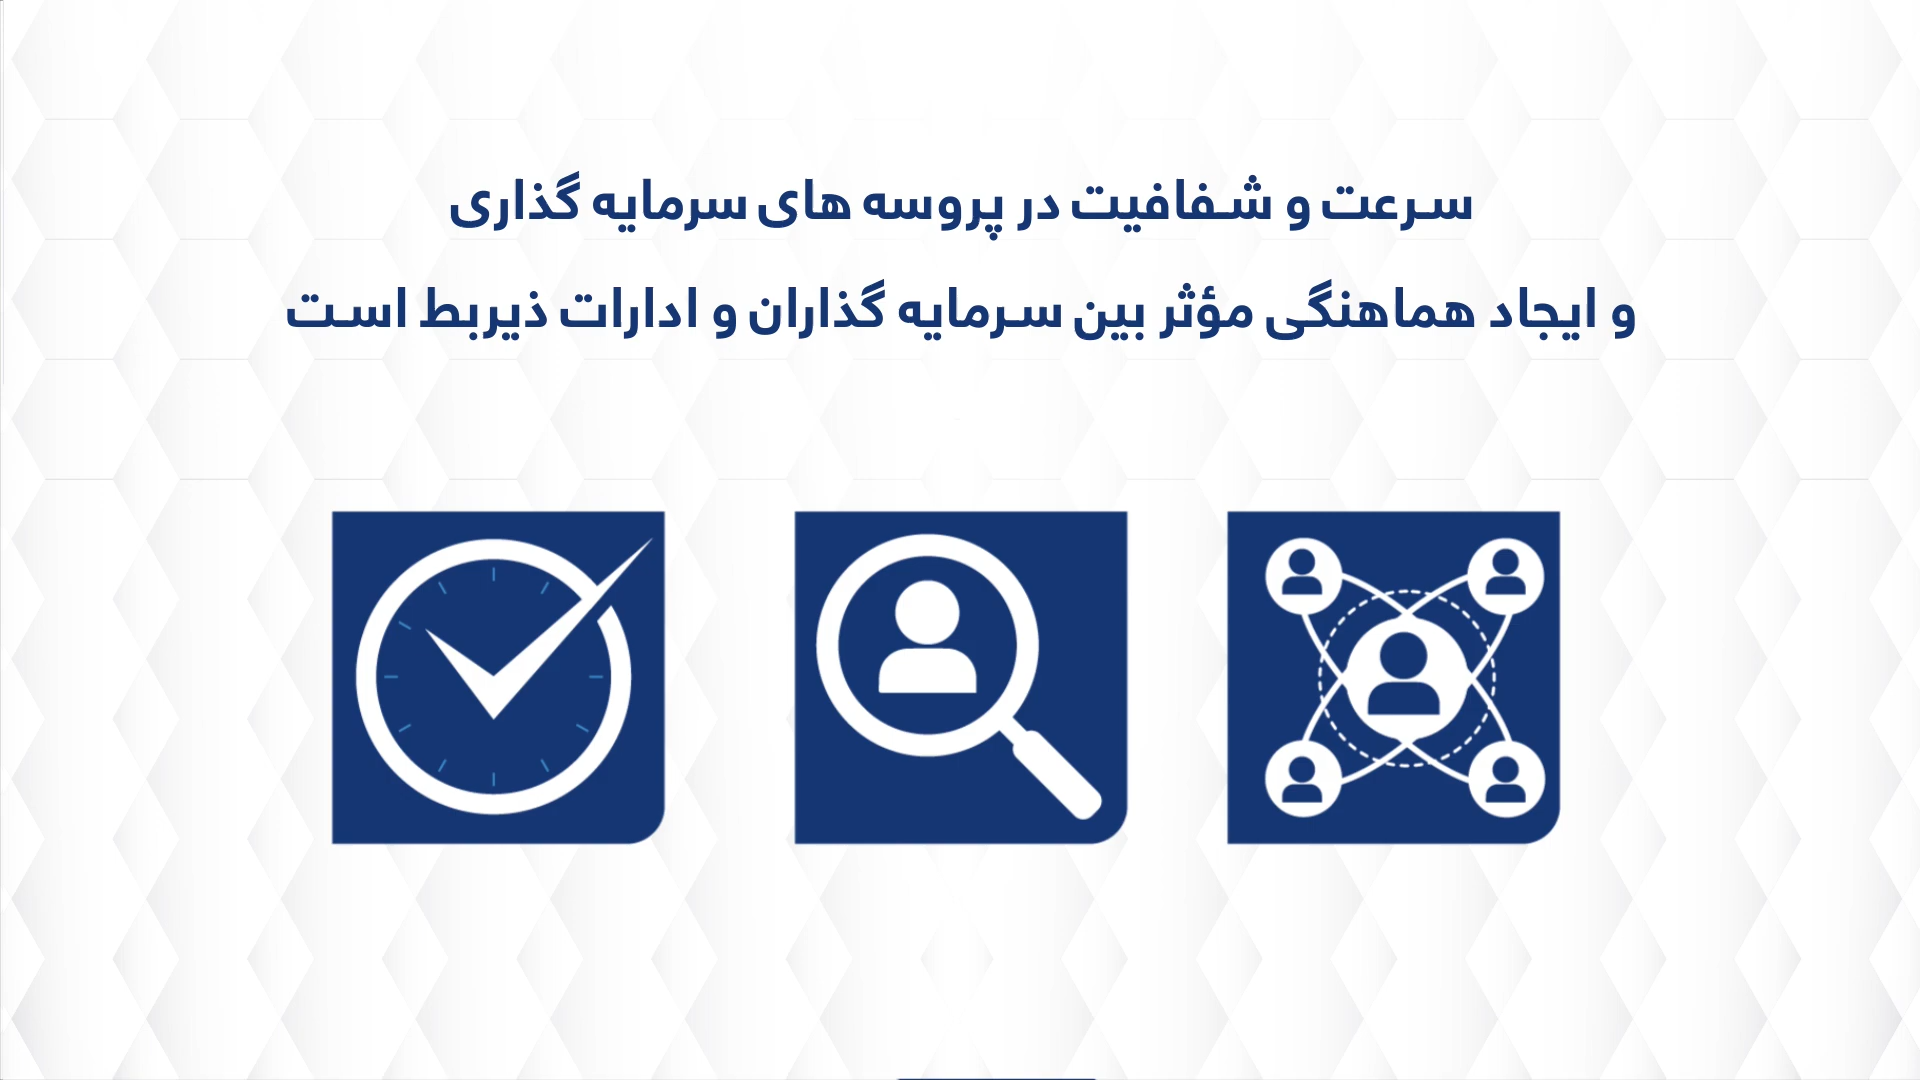 سرعت و شفافیت در پروسه های سرمایه گذاری
و ایجاد هماهنگی مؤثر بین سرمایه گذاران و ادارات ذیربط است